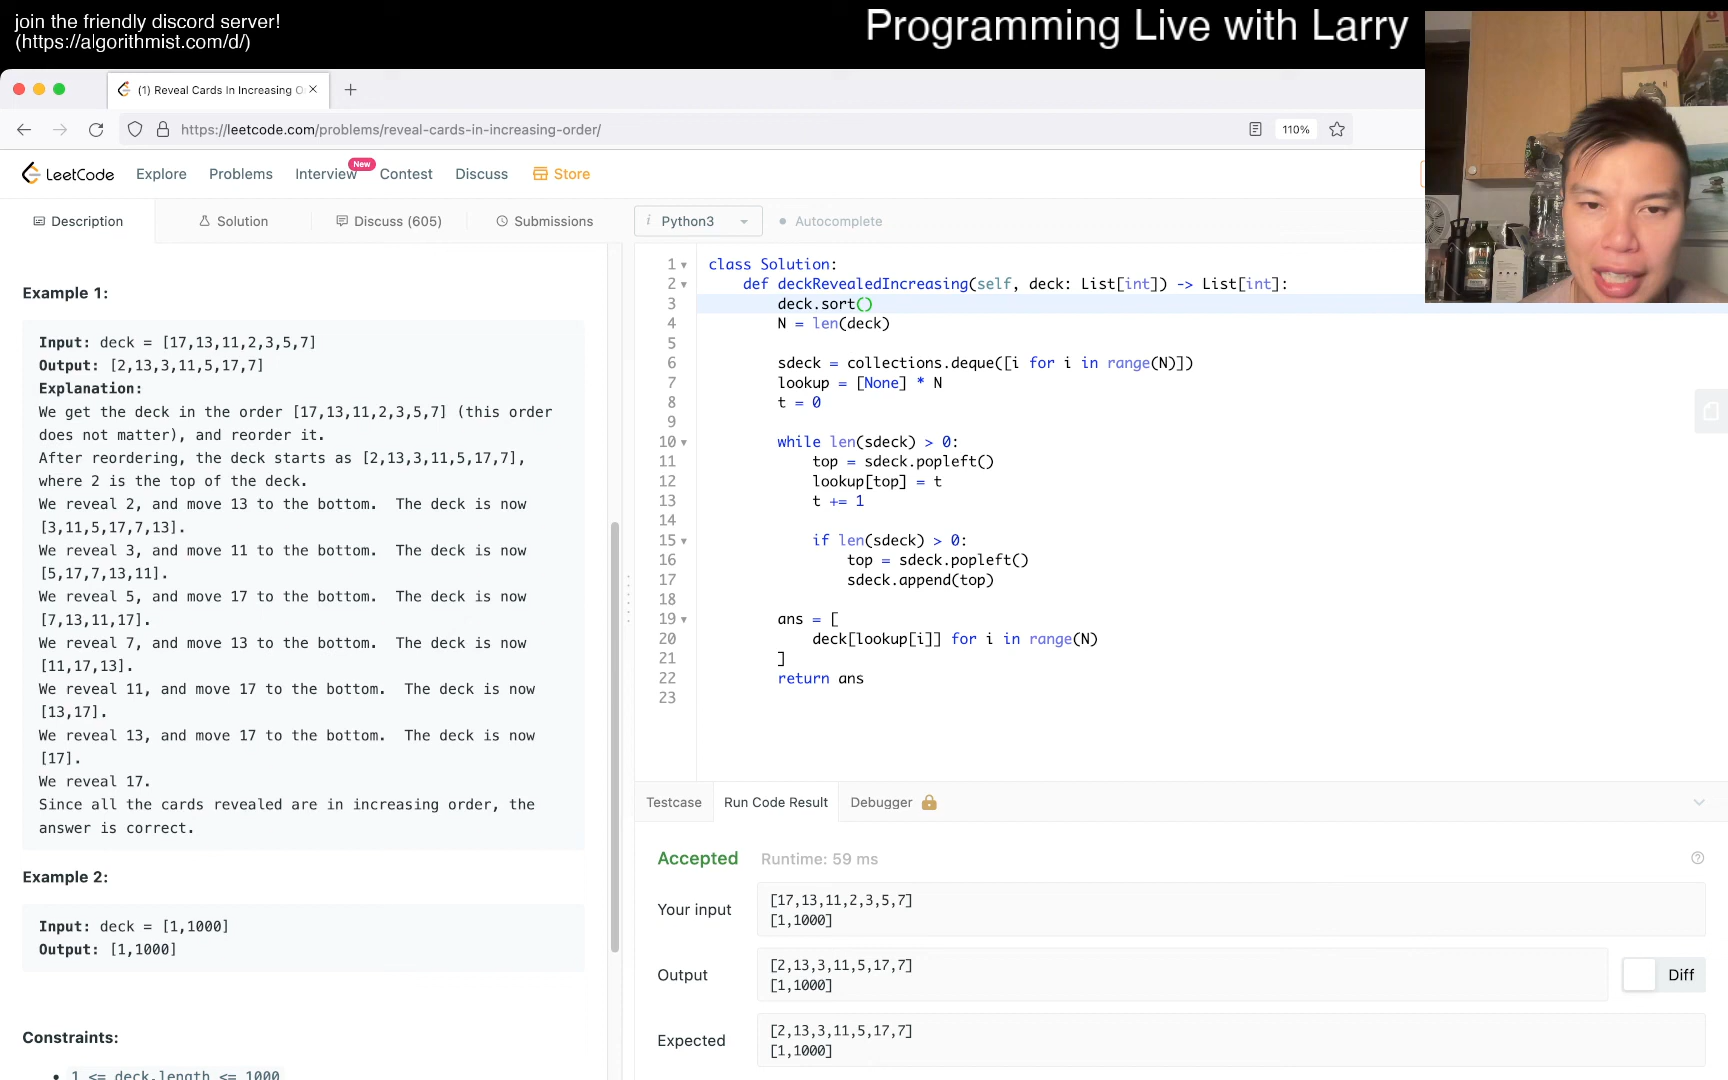 join the friendly discord server!
(https://algorithmist.com/d/)
Programming Live with Larry
(1) Reveal Cards In Increasing O
https://leetcode.com/problems/reveal-cards-in-increasing-order/
110%
LeetCode
Explore
Problems
Interview
New
Contest
Discuss
Store
Description
Solution
Discuss (605)
Submissions
i Python3
Autocomplete
Example 1:
Input: deck = [17,13,11,2,3,5,7]
Output: [2,13,3,11,5,17,7]
Explanation:
We get the deck in the order [17,13,11,2,3,5,7] (this order
does not matter), and reorder it.
After reordering, the deck starts as [2,13,3,11,5,17,7],
where 2 is the top of the deck.
We reveal 2, and move 13 to the bottom.  The deck is now
[3,11,5,17,7,13].
We reveal 3, and move 11 to the bottom.  The deck is now
[5,17,7,13,11].
We reveal 5, and move 17 to the bottom.  The deck is now
[7,13,11,17].
We reveal 7, and move 13 to the bottom.  The deck is now
[11,17,13].
We reveal 11, and move 17 to the bottom.  The deck is now
[13,17].
We reveal 13, and move 17 to the bottom.  The deck is now
[17].
We reveal 17.
Since all the cards revealed are in increasing order, the
answer is correct.
Example 2:
Input: deck = [1,1000]
Output: [1,1000]
Constraints:
• 1 <= deck.length <= 1000
1 class Solution:
2     def deckRevealedIncreasing(self, deck: List[int]) -> List[int]:
3         deck.sort()
4         N = len(deck)
5
6         sdeck = collections.deque([i for i in range(N)])
7         lookup = [None] * N
8         t = 0
9
10         while len(sdeck) > 0:
11             top = sdeck.popleft()
12             lookup[top] = t
13             t += 1
14
15             if len(sdeck) > 0:
16                 top = sdeck.popleft()
17                 sdeck.append(top)
18
19         ans = [
20             deck[lookup[i]] for i in range(N)
21         ]
22         return ans
23
Testcase
Run Code Result
Debugger
Accepted
Runtime: 59 ms
Your input
[17,13,11,2,3,5,7]
[1,1000]
Output
[2,13,3,11,5,17,7]
[1,1000]
Diff
Expected
[2,13,3,11,5,17,7]
[1,1000]